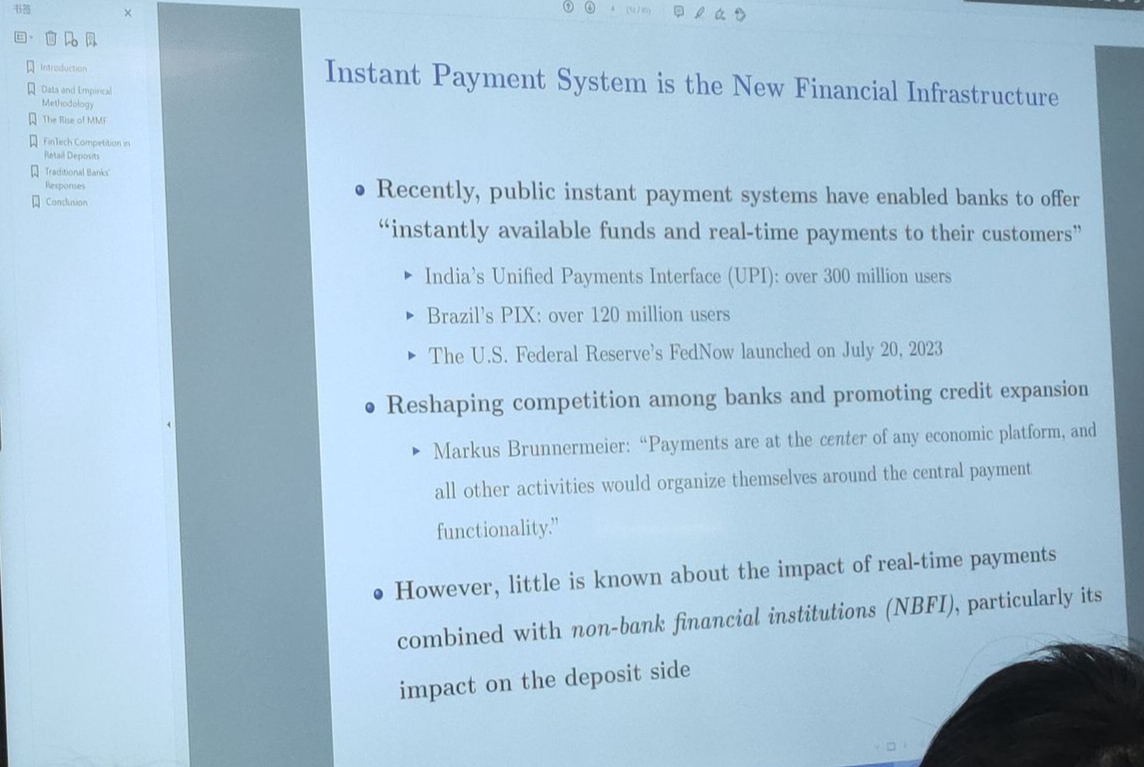 书签
Introduction
Data and Empirical
Methodology
The Rise of MMF
FinTech Competition in
Retail Deposits
Traditional Banks'
Responses
Conclusion
Instant Payment System is the New Financial Infrastructure
Recently, public instant payment systems have enabled banks to offer
“instantly available funds and real-time payments to their customers”
India's Unified Payments Interface (UPI): over 300 million users
Brazil's PIX: over 120 million users
The U.S. Federal Reserve's FedNow launched on July 20, 2023
Reshaping competition among banks and promoting credit expansion
Markus Brunnermeier: “Payments are at the center of any economic platform, and
all other activities would organize themselves around the central payment
functionality.”
However, little is known about the impact of real-time payments
combined with non-bank financial institutions (NBFI), particularly its
impact on the deposit side